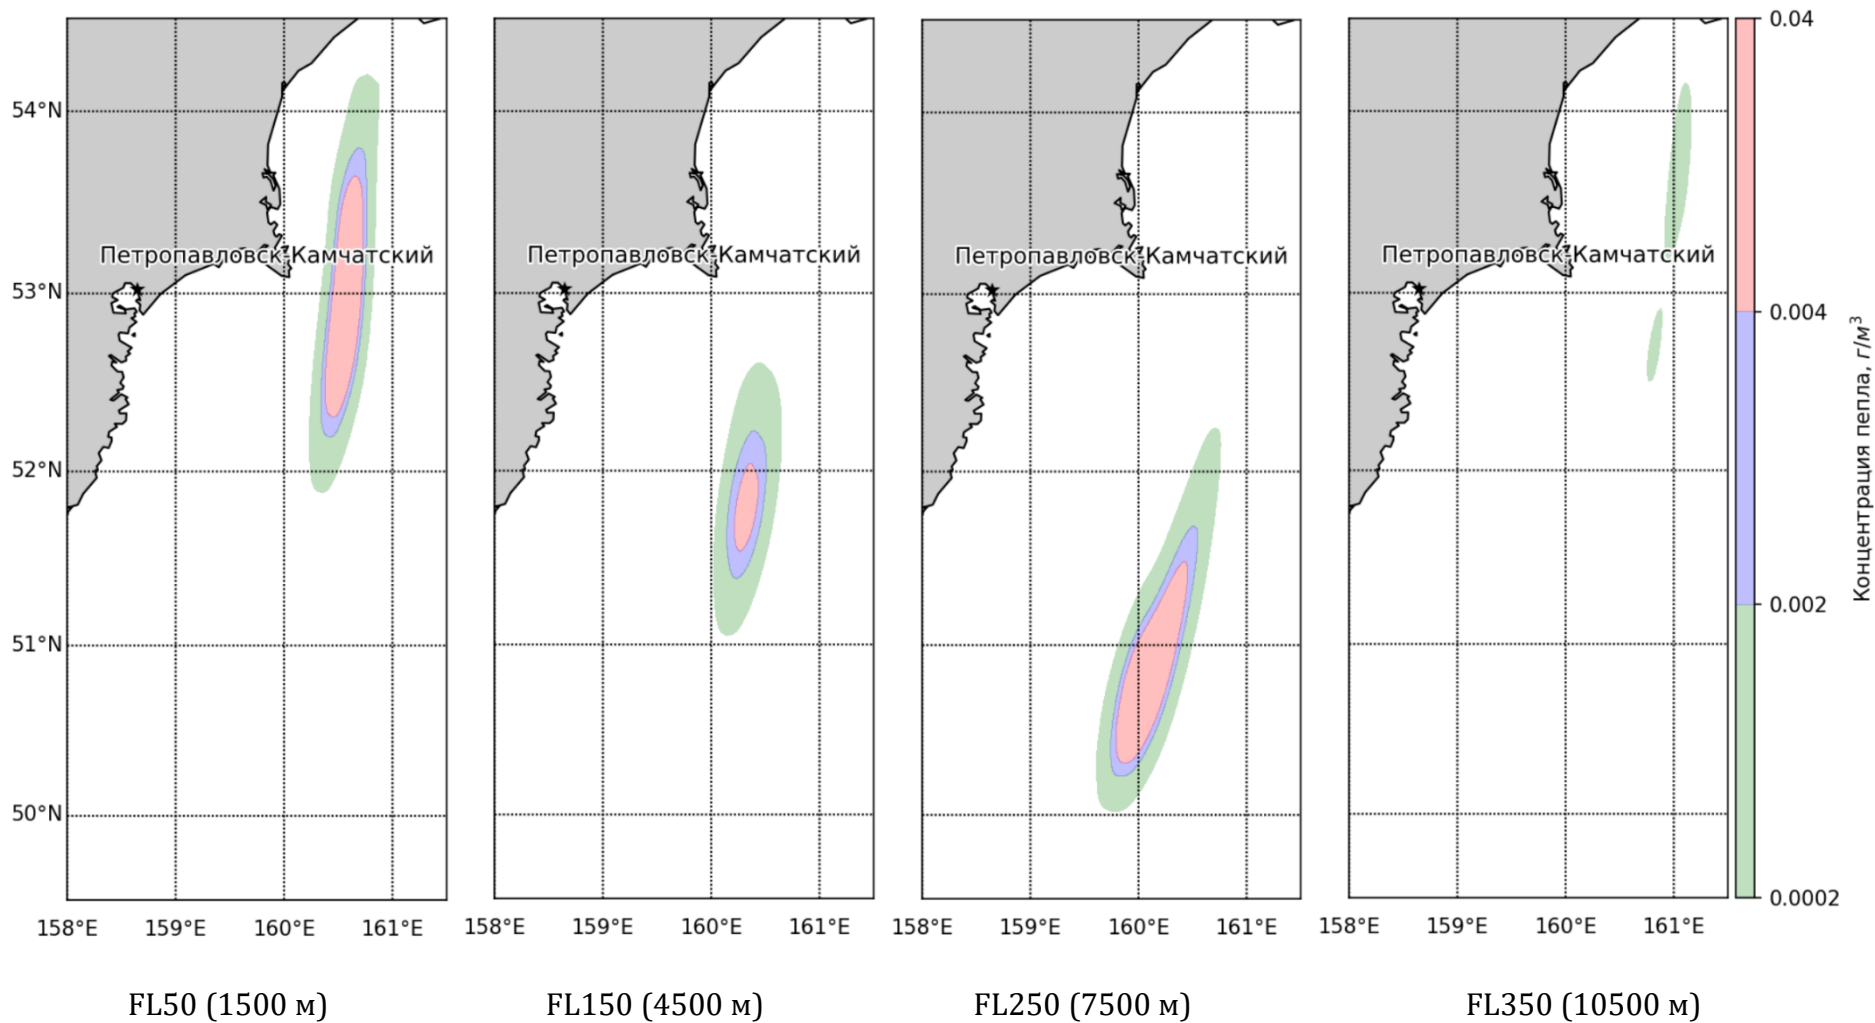 54°N
53°N
52°N
51°N
50°N
Петропавловск-Камчатский
Петропавловск-Камчатский
Петропавловск-Камчатский
Петропавловск-Камчатский
158°E 159°E 160°E 161°E
158°E 159°E 160°E 161°E
158°E 159°E 160°E 161°E
158°E 159°E 160°E 161°E
0.04
0.004
0.002
0.0002
Концентрация пепла, г/м³
FL50 (1500 м)
FL150 (4500 м)
FL250 (7500 м)
FL350 (10500 м)